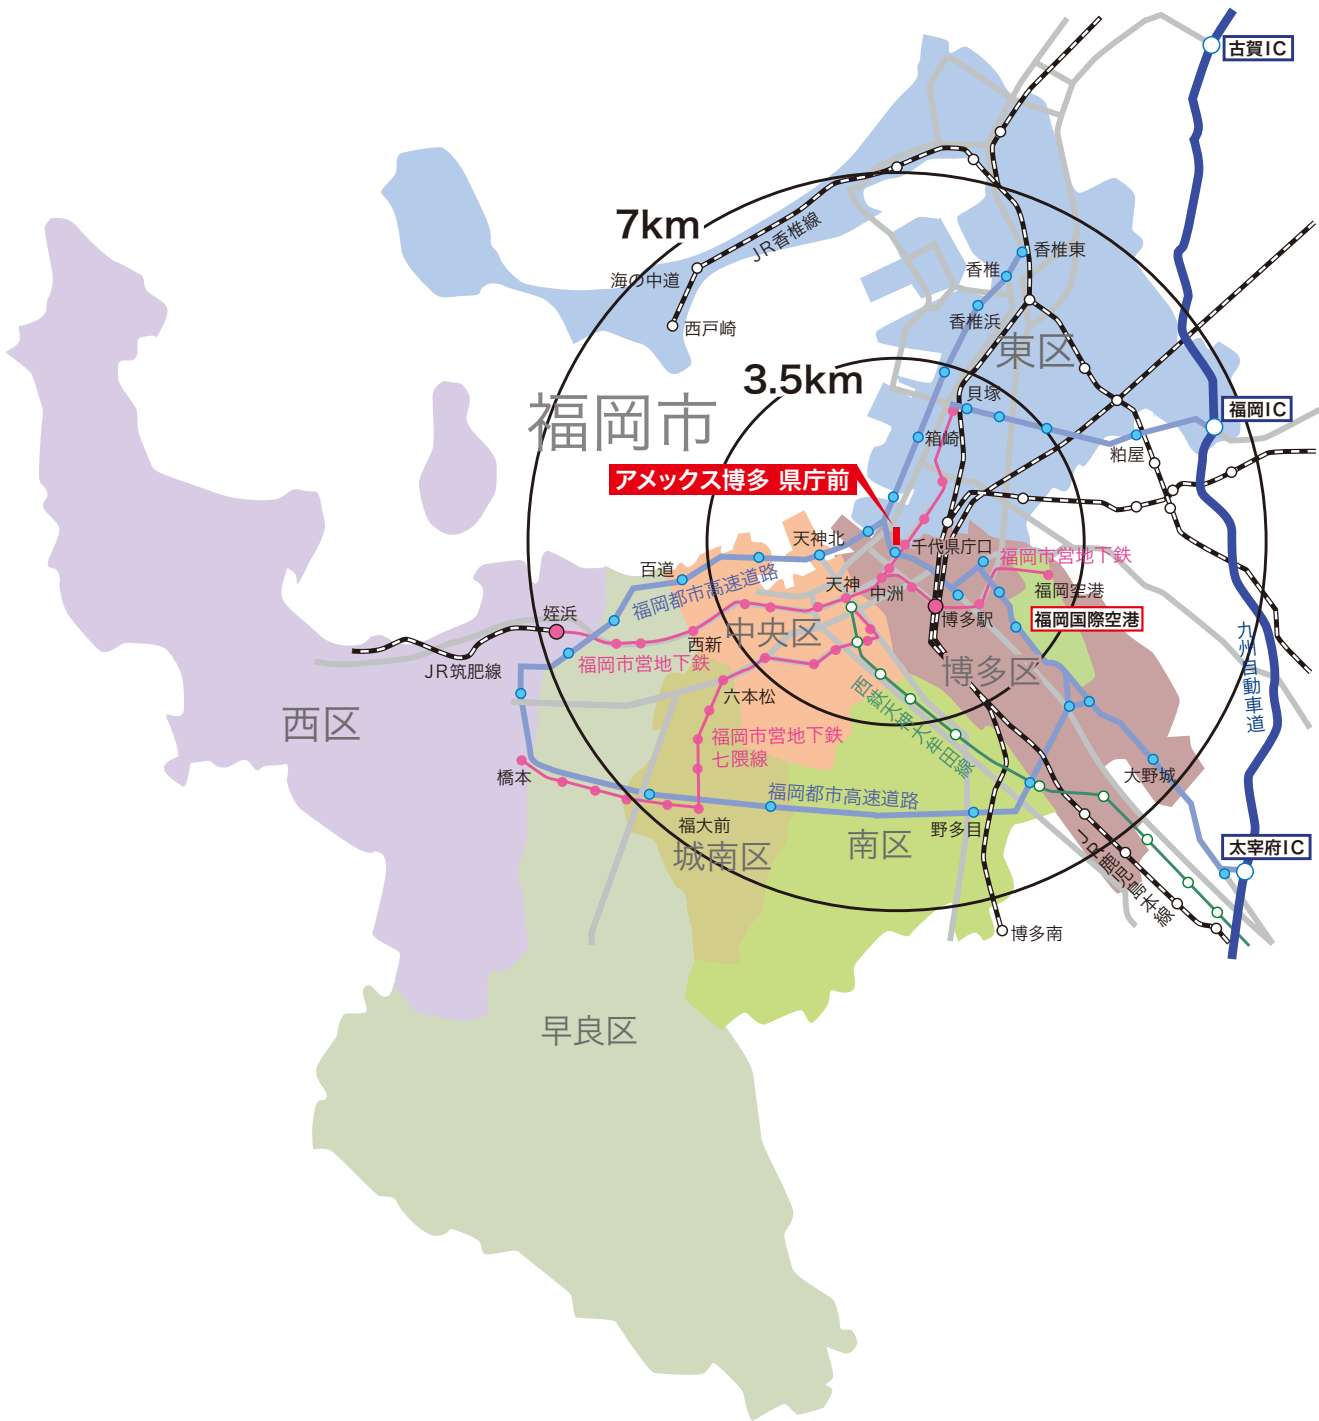 古賀IC
7km
JR香椎線
香椎東
香椎
海の中道
香椎浜
西戸崎
東区
3.5km
貝塚
福岡市
福岡IC
箱崎
粕屋
アメックス博多 県庁前
天神北
千代県庁口
福岡市営地下鉄
百道
福岡都市高速道路
天神
中洲
福岡空港
姪浜
博多駅
福岡国際空港
中央区
西新
福岡市営地下鉄
JR筑肥線
九州自動車道
博多区
六本松
西鉄天神大牟田線
西区
福岡市営地下鉄
七隈線
橋本
大野城
福岡都市高速道路
福大前
野多目
南区
太宰府IC
城南区
JR鹿児島本線
博多南
早良区